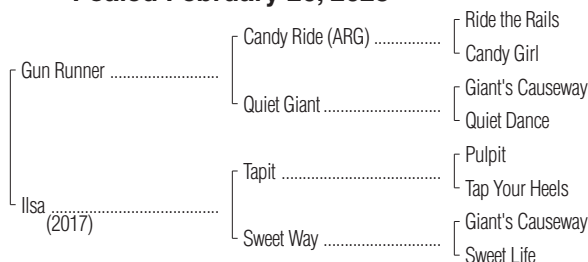 Foaled February
Ride the Rails
Candy Ride (ARG) ................
Candy Girl
Gun Runner ..........................
Giant's Causeway
Quiet Giant ...........................
Quiet Dance
Pulpit
Tapit .....................................
Tap Your Heels
Ilsa ........................................
(2017)
Giant's Causeway
Sweet Way ............................
Sweet Life